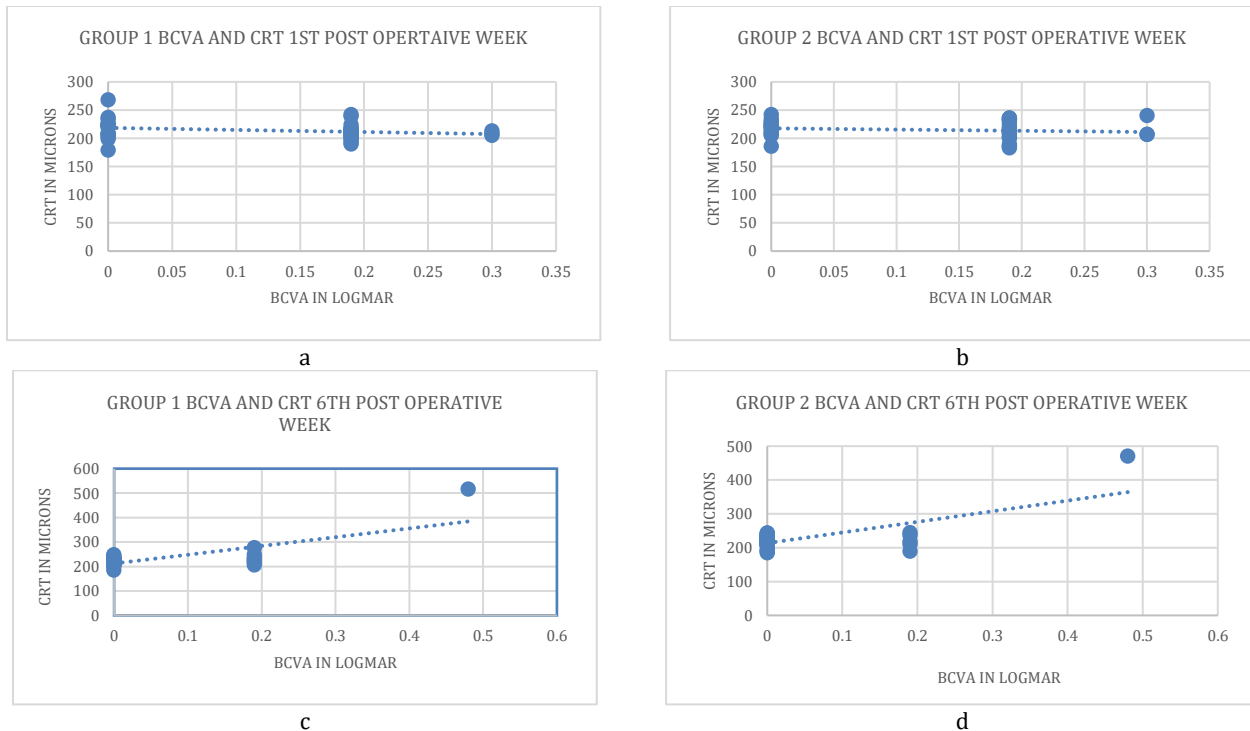 GROUP 1 BCVA AND CRT 1ST POST OPERTAIVE WEEK
CRT IN MICRONS
300
250
200
150
100
50
0
0 0.05 0.1 0.15 0.2 0.25 0.3 0.35
BCVA IN LOGMAR
a
GROUP 2 BCVA AND CRT 1ST POST OPERATIVE WEEK
CRT IN MICRONS
300
250
200
150
100
50
0
0 0.05 0.1 0.15 0.2 0.25 0.3 0.35
BCVA IN LOGMAR
b
GROUP 1 BCVA AND CRT 6TH POST OPERATIVE
WEEK
CRT IN MICRONS
600
500
400
300
200
100
0
0 0.1 0.2 0.3 0.4 0.5 0.6
BCVA IN LOGMAR
c
GROUP 2 BCVA AND CRT 6TH POST OPERATIVE WEEK
CRT IN MICRONS
500
400
300
200
100
0
0 0.1 0.2 0.3 0.4 0.5 0.6
BCVA IN LOGMAR
d